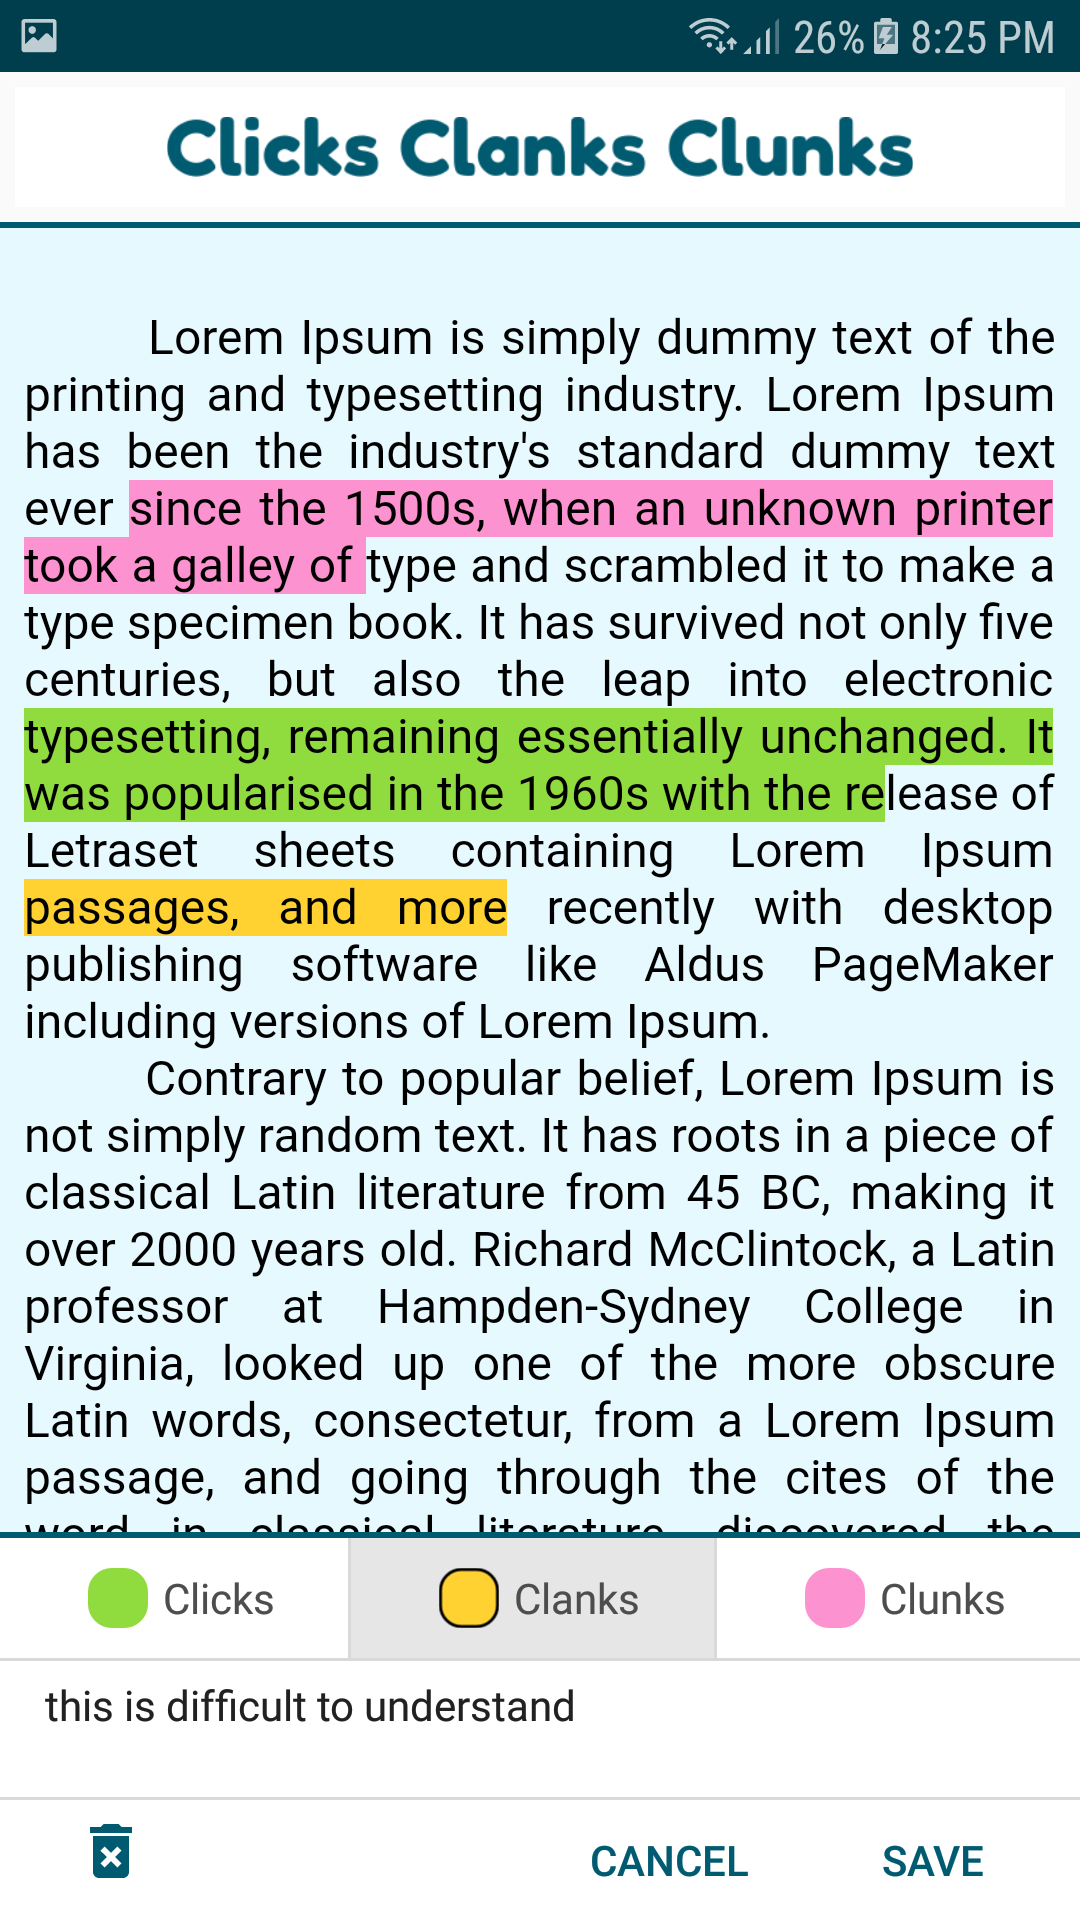 26% 8:25 PM
Clicks Clanks Clunks
Lorem Ipsum is simply dummy text of the
printing and typesetting industry. Lorem Ipsum
has been the industry's standard dummy text
ever since the 1500s, when an unknown printer
took a galley of type and scrambled it to make a
type specimen book. It has survived not only five
centuries, but also the leap into electronic
typesetting, remaining essentially unchanged. It
was popularised in the 1960s with the release of
Letraset sheets containing Lorem Ipsum
passages, and more recently with desktop
publishing software like Aldus PageMaker
including versions of Lorem Ipsum.
Contrary to popular belief, Lorem Ipsum is
not simply random text. It has roots in a piece of
classical Latin literature from 45 BC, making it
over 2000 years old. Richard McClintock, a Latin
professor at Hampden-Sydney College in
Virginia, looked up one of the more obscure
Latin words, consectetur, from a Lorem Ipsum
passage, and going through the cites of the
word in classical literature, discovered the
Clicks Clanks Clunks
this is difficult to understand
CANCEL SAVE